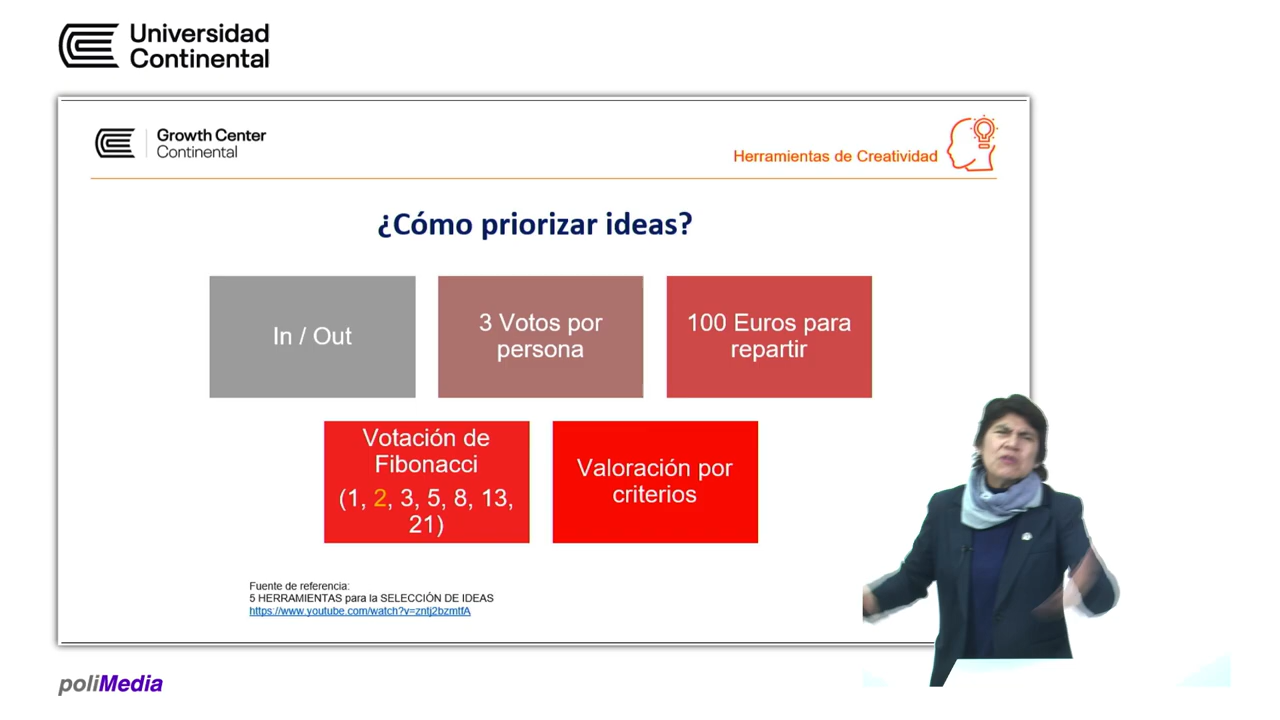 Universidad
Continental
Growth Center
Continental
Herramientas de Creatividad
¿Cómo priorizar ideas?
In / Out
3 Votos por
persona
100 Euros para
repartir
Votación de
Fibonacci
(1, 2, 3, 5, 8, 13,
21)
Valoración por
criterios
Fuente de referencia:
5 HERRAMIENTAS para la SELECCIÓN DE IDEAS
https://www.youtube.com/watch?v=zntj2bzmtfA
poliMedia